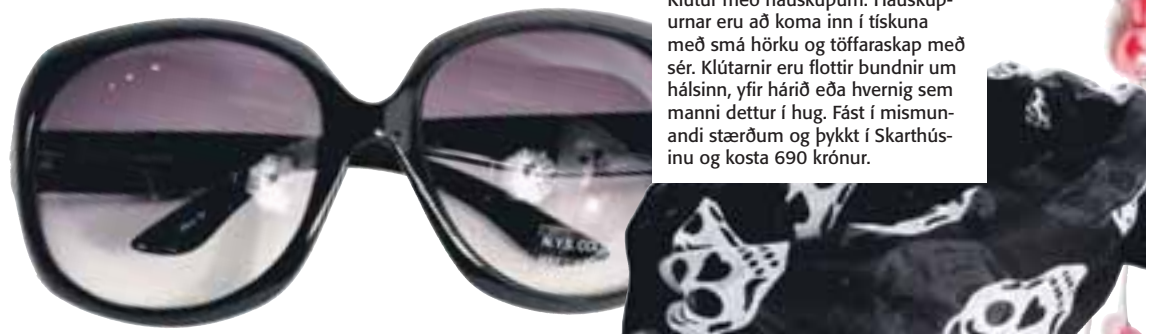 Klútur með hauskúpum. Hauskúp-
urnar eru að koma inn í tískuna
með smá hörku og töffaraskap með
sér. Klútarnir eru flottir bundnir um
hálsinn, yfir hárið eða hvernig sem
manni dettur í hug. Fást í mismun-
andi stærðum og þykkt í Skarthús-
inu og kosta 690 krónur.
N.Y.S. COLL